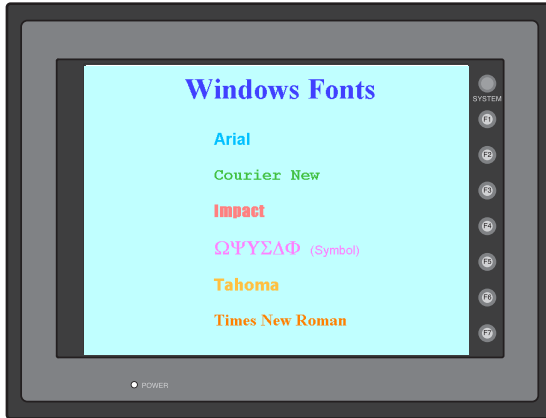 Windows Fonts
SYSTEM
Arial
F1
Courier New
F2
Impact
F3
ΩΨΥΣΔΦ (Symbol)
F4
Tahoma
F5
Times New Roman
F6
F7
POWER